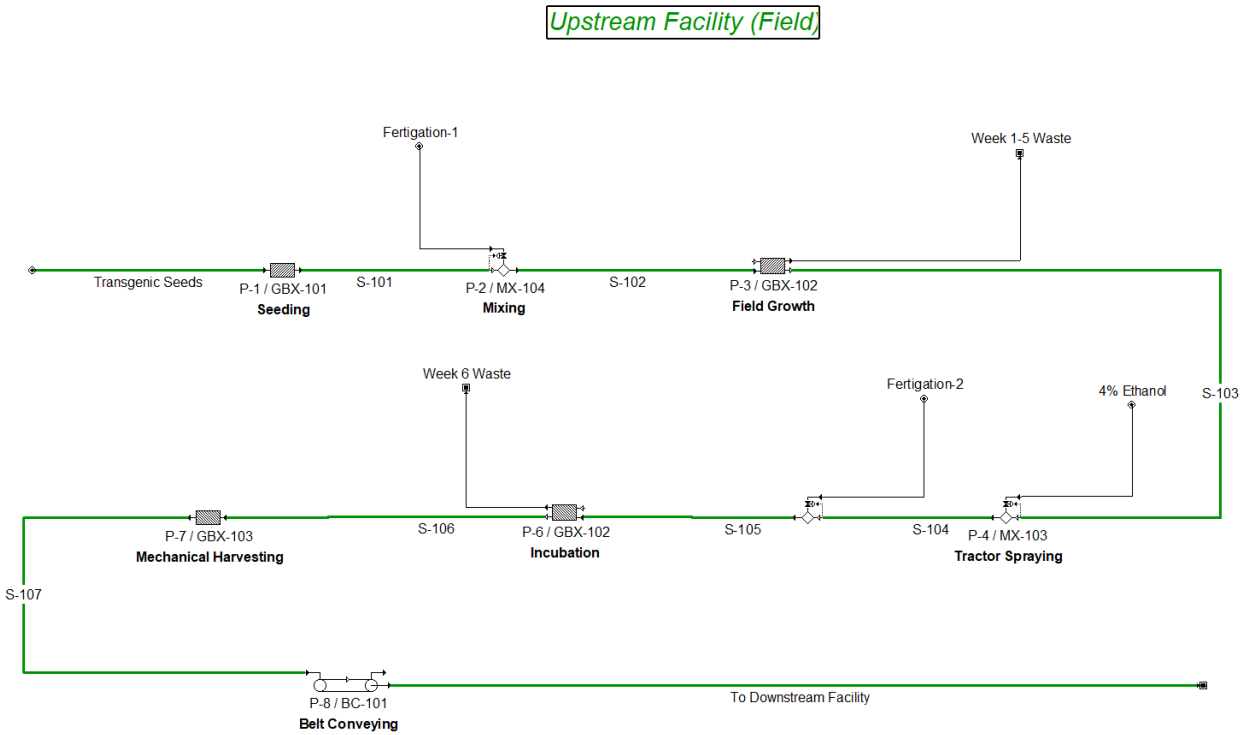 Upstream Facility (Field)
Fertigation-1
Week 1-5 Waste
Transgenic Seeds
P-1 / GBX-101
Seeding
S-101
P-2 / MX-104
Mixing
S-102
P-3 / GBX-102
Field Growth
S-103
Week 6 Waste
Fertigation-2
4% Ethanol
P-7 / GBX-103
Mechanical Harvesting
S-106
P-6 / GBX-102
Incubation
S-105
S-104
P-4 / MX-103
Tractor Spraying
S-107
P-8 / BC-101
Belt Conveying
To Downstream Facility